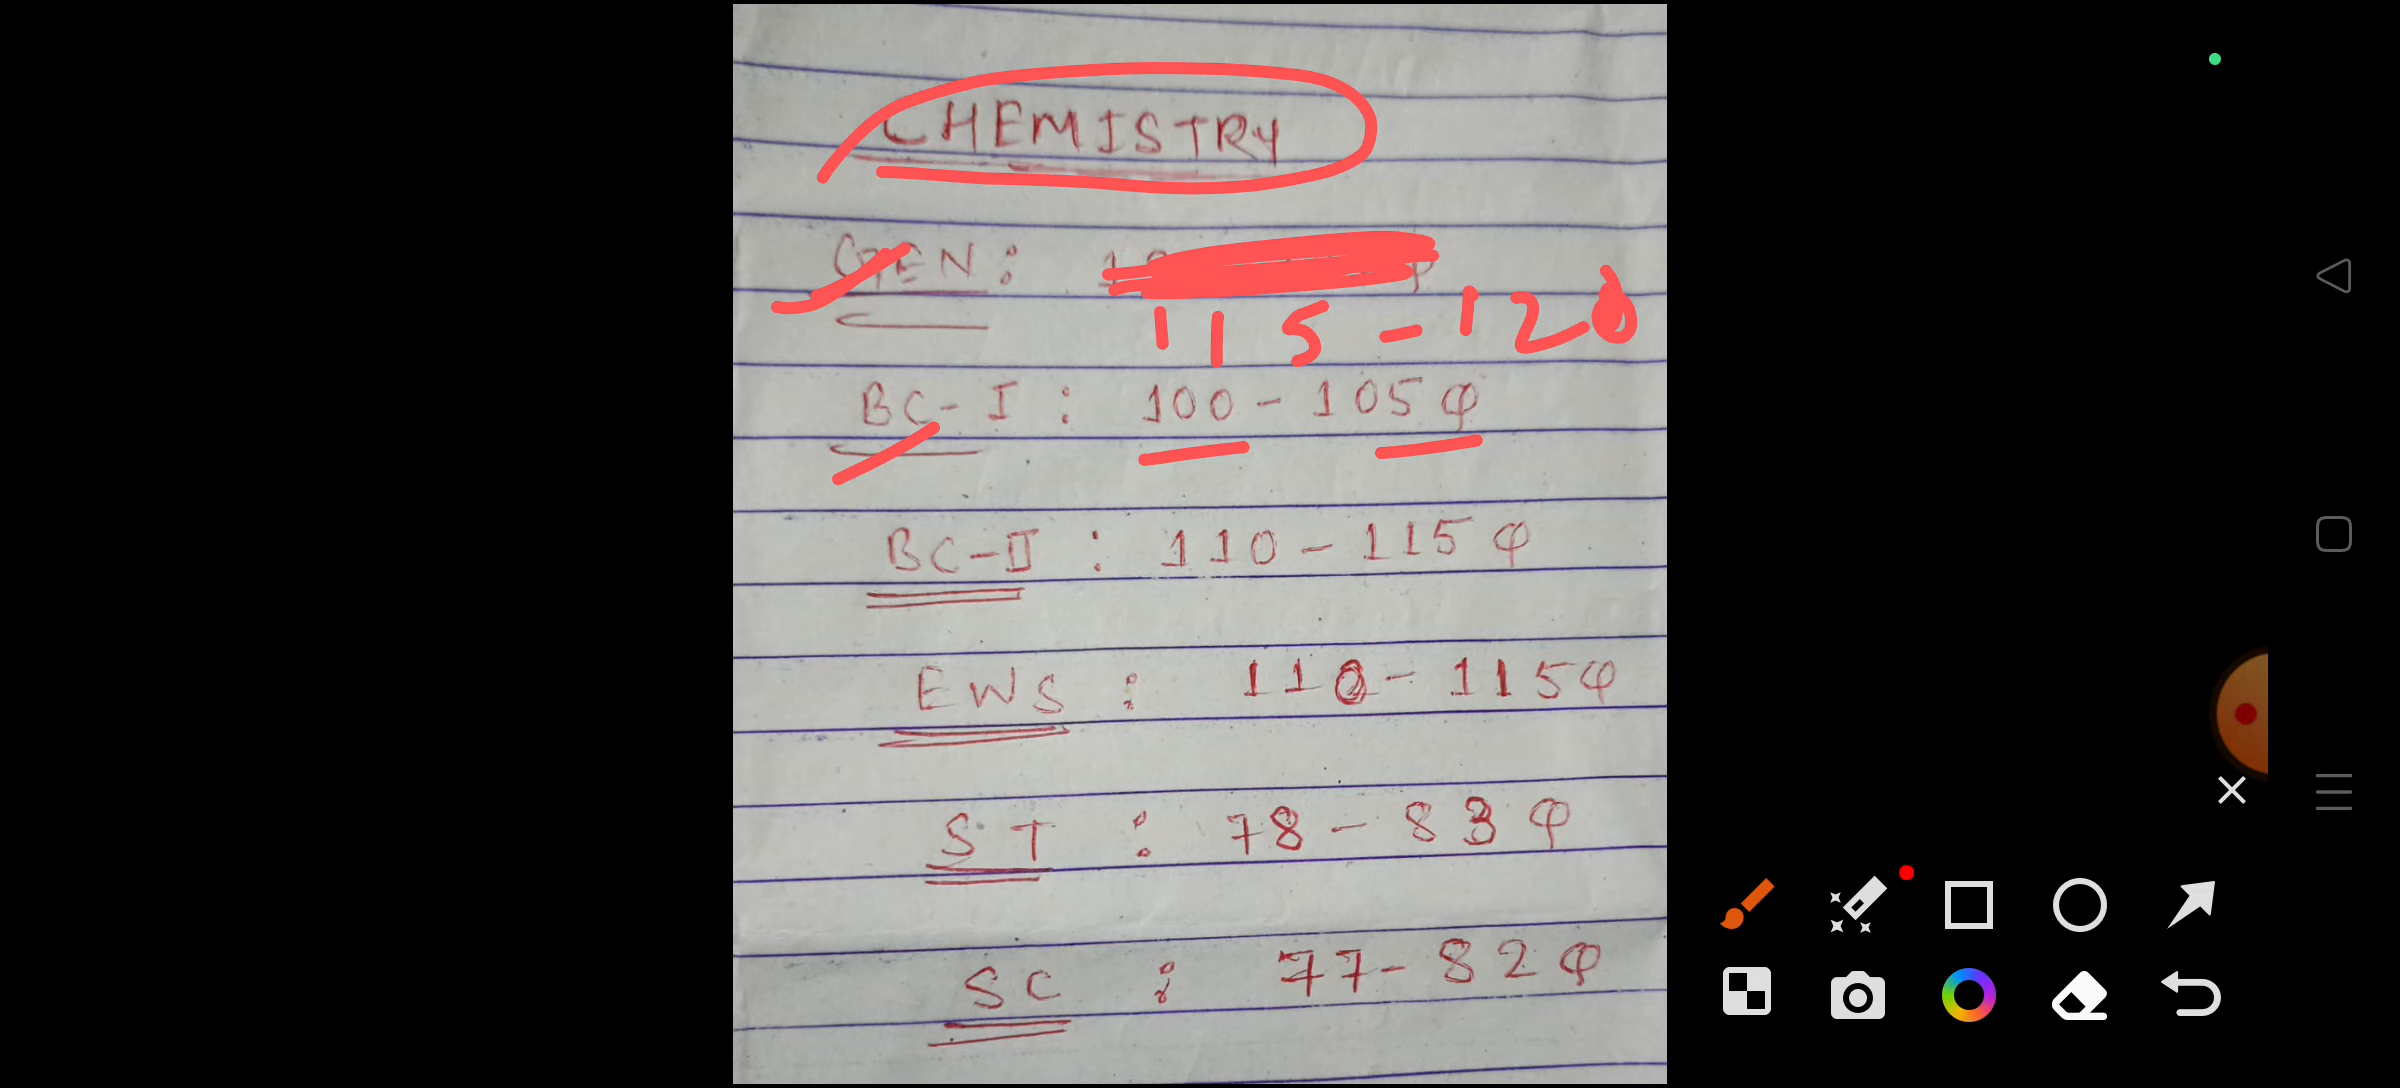 CHEMISTRY
GEN :
115-120
BC-I : 100-105 Q
BC-II : 110-115 Q
EWS : 110-115 Q
ST : 78-83 Q
SC : 77-82 Q